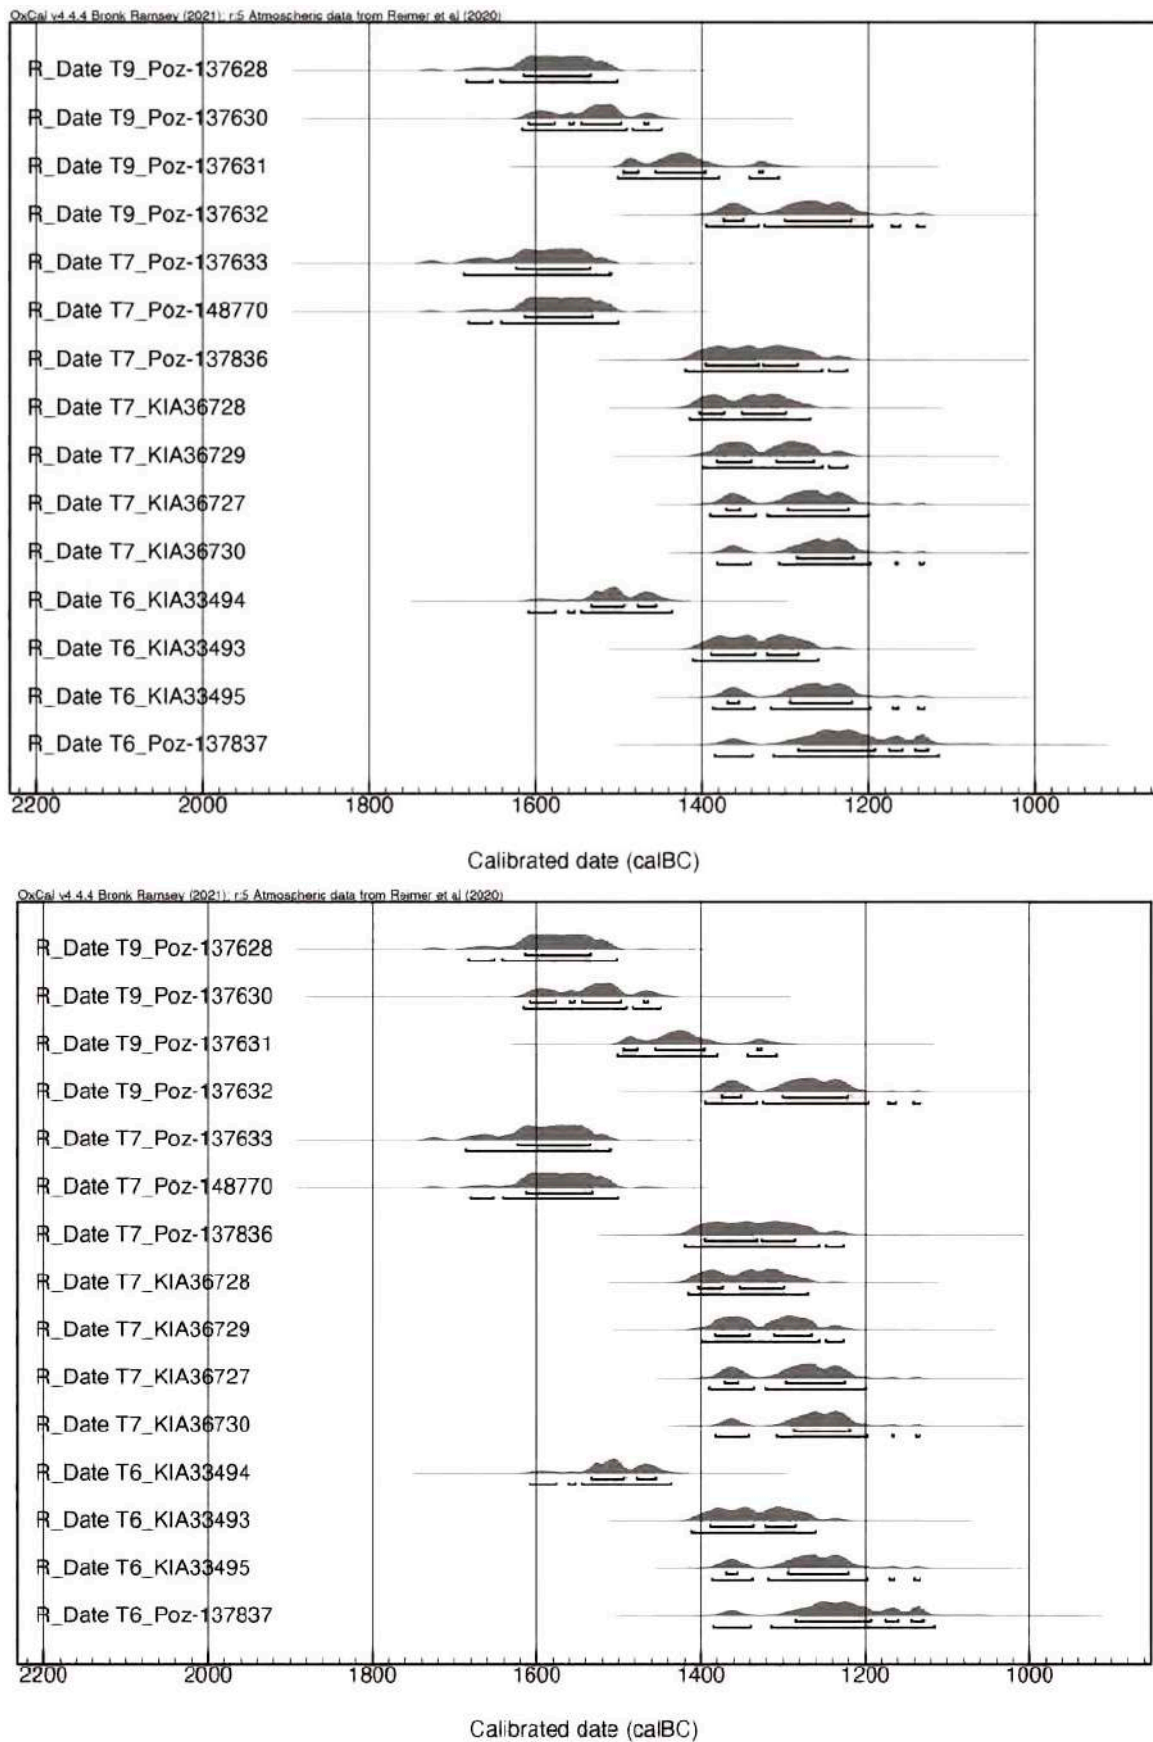 OxCal v4.4.4 Bronk Ramsey (2021); r:5 Atmospheric data from Reimer et al (2020)
R_Date T9_Poz-137628
R_Date T9_Poz-137630
R_Date T9_Poz-137631
R_Date T9_Poz-137632
R_Date T7_Poz-137633
R_Date T7_Poz-148770
R_Date T7_Poz-137836
R_Date T7_KIA36728
R_Date T7_KIA36729
R_Date T7_KIA36727
R_Date T7_KIA36730
R_Date T6_KIA33494
R_Date T6_KIA33493
R_Date T6_KIA33495
R_Date T6_Poz-137837
2200 2000 1800 1600 1400 1200 1000
Calibrated date (calBC)
OxCal v4.4.4 Bronk Ramsey (2021); r:5 Atmospheric data from Reimer et al (2020)
R_Date T9_Poz-137628
R_Date T9_Poz-137630
R_Date T9_Poz-137631
R_Date T9_Poz-137632
R_Date T7_Poz-137633
R_Date T7_Poz-148770
R_Date T7_Poz-137836
R_Date T7_KIA36728
R_Date T7_KIA36729
R_Date T7_KIA36727
R_Date T7_KIA36730
R_Date T6_KIA33494
R_Date T6_KIA33493
R_Date T6_KIA33495
R_Date T6_Poz-137837
2200 2000 1800 1600 1400 1200 1000
Calibrated date (calBC)